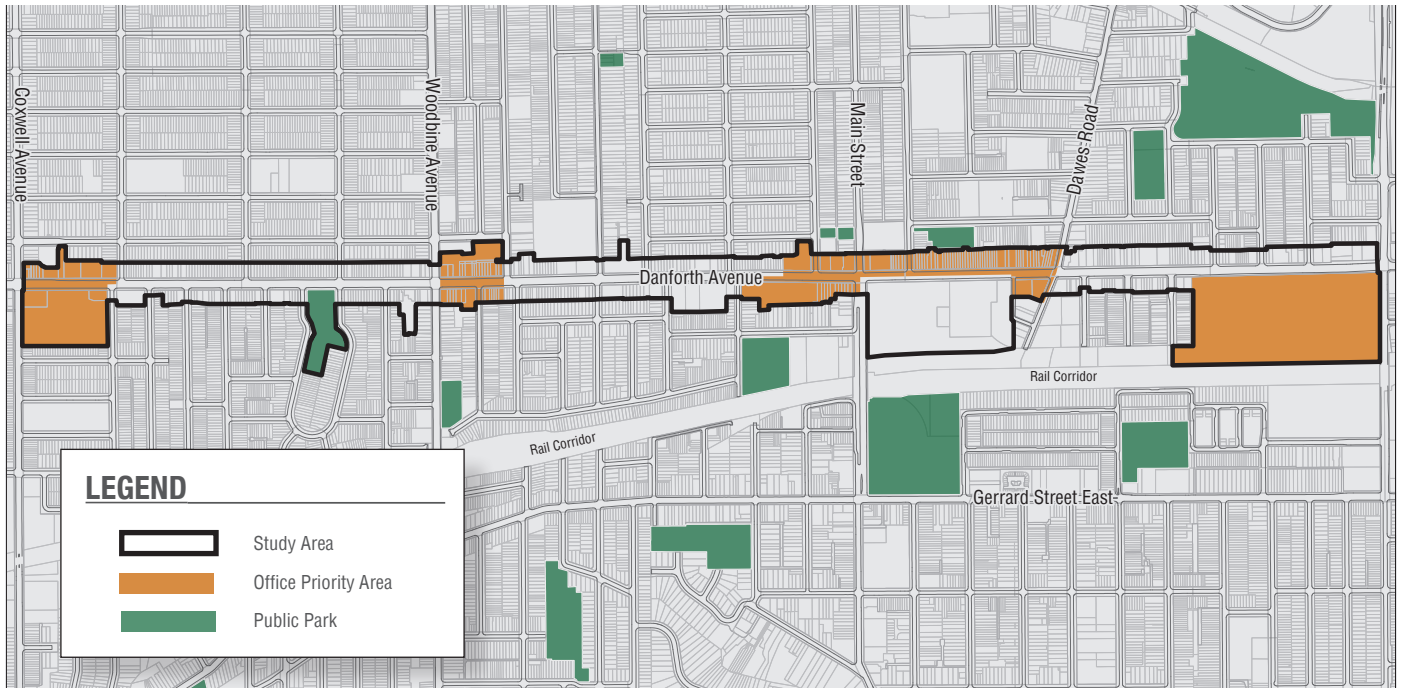 Coxwell Avenue
Woodbine Avenue
Main Street
Dawes Road
Danforth Avenue
Rail Corridor
Rail Corridor
Gerrard Street East
LEGEND
Study Area
Office Priority Area
Public Park